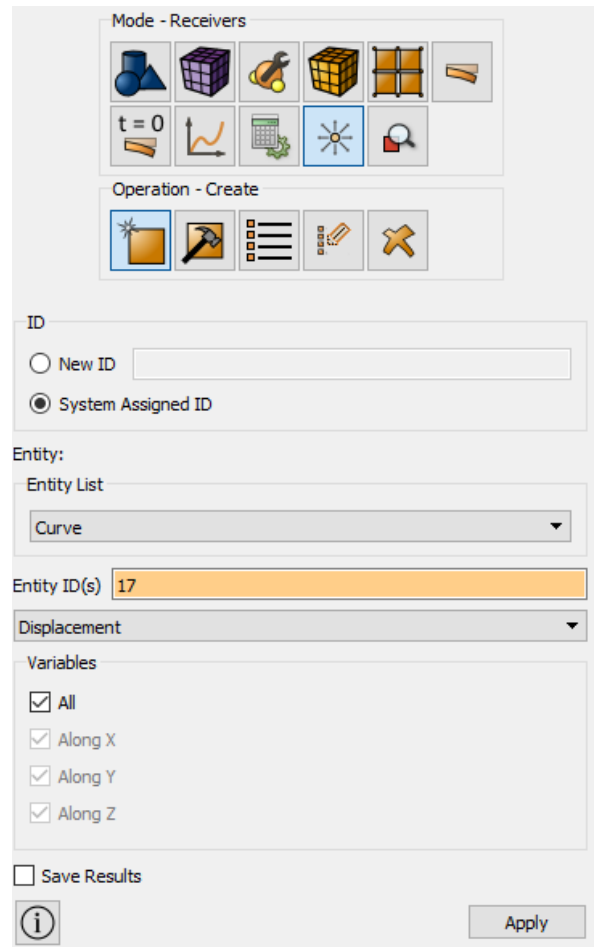 Mode - Receivers
t = 0
Operation - Create
ID
New ID
System Assigned ID
Entity:
Entity List
Curve
Entity ID(s) 17
Displacement
Variables
All
Along X
Along Y
Along Z
Save Results
i
Apply